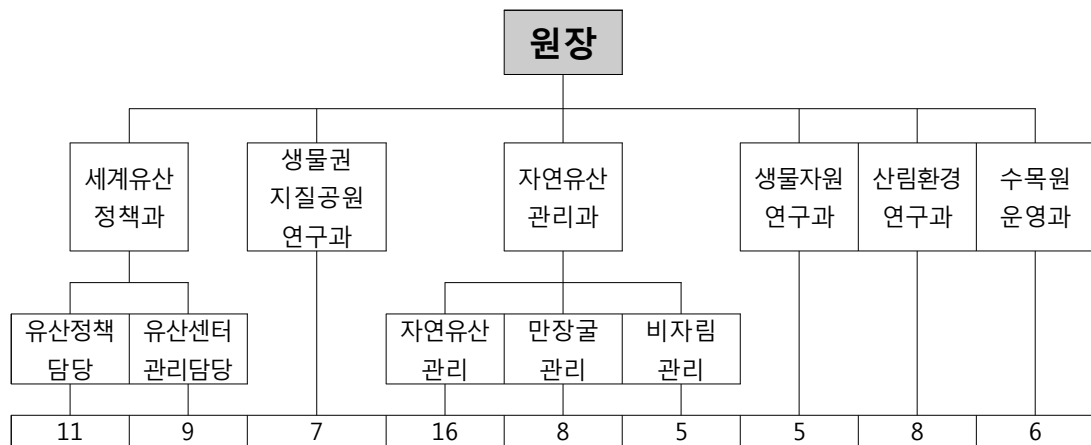 원장
세계유산
정책과
생물권
지질공원
연구과
자연유산
관리과
생물자원
연구과
산림환경
연구과
수목원
운영과
유산정책
담당
유산센터
관리담당
자연유산
관리
만장굴
관리
비자림
관리
11 9 7 16 8 5 5 8 6